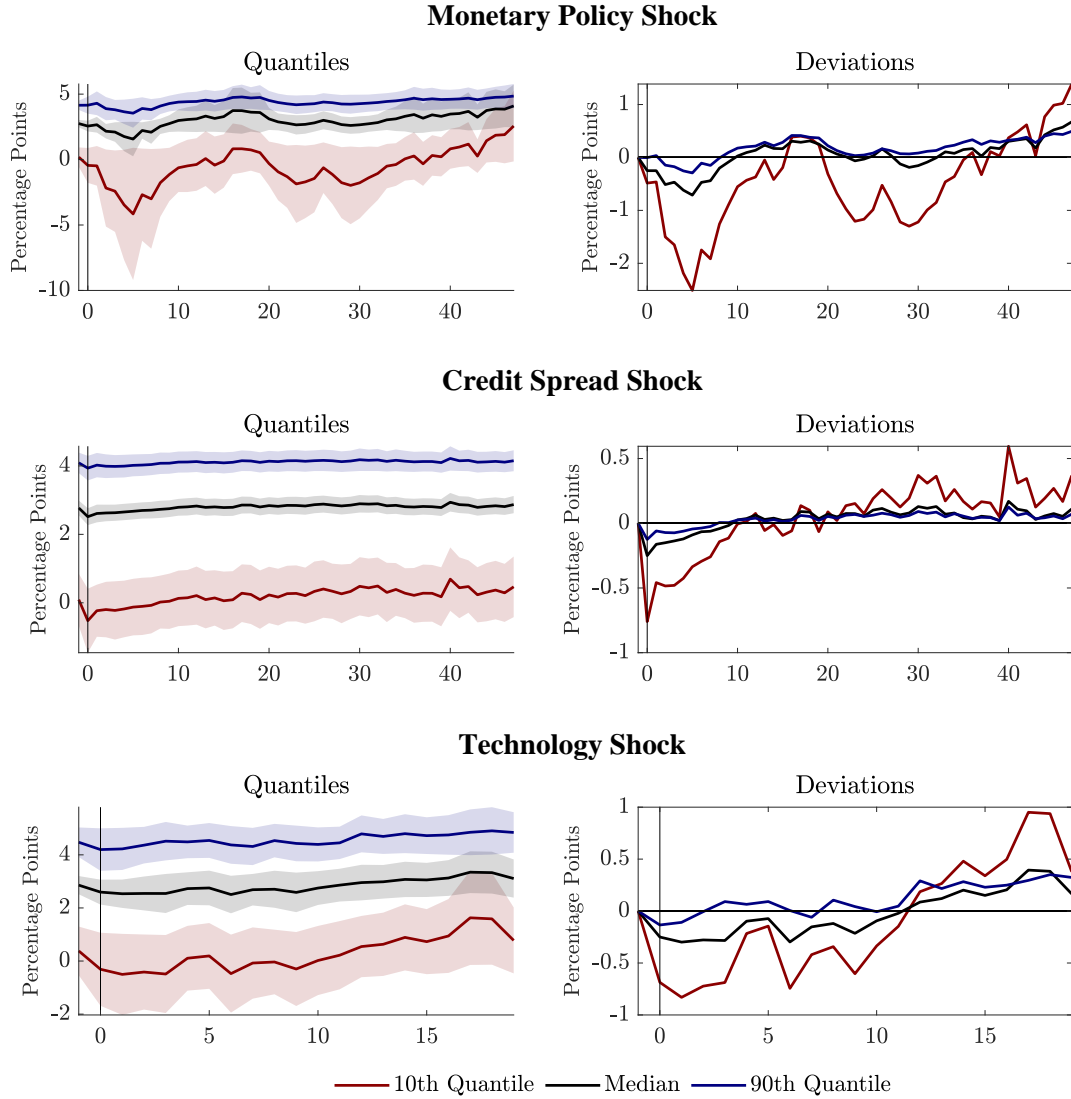 Monetary Policy Shock
Quantiles
Deviations
Percentage Points
5
0
-5
-10
0 10 20 30 40
Percentage Points
1
0
-1
-2
0 10 20 30 40
Credit Spread Shock
Quantiles
Deviations
Percentage Points
4
2
0
0 10 20 30 40
Percentage Points
0.5
0
-0.5
-1
0 10 20 30 40
Technology Shock
Quantiles
Deviations
Percentage Points
4
2
0
-2
0 5 10 15
Percentage Points
1
0.5
0
-0.5
-1
0 5 10 15
10th Quantile Median 90th Quantile